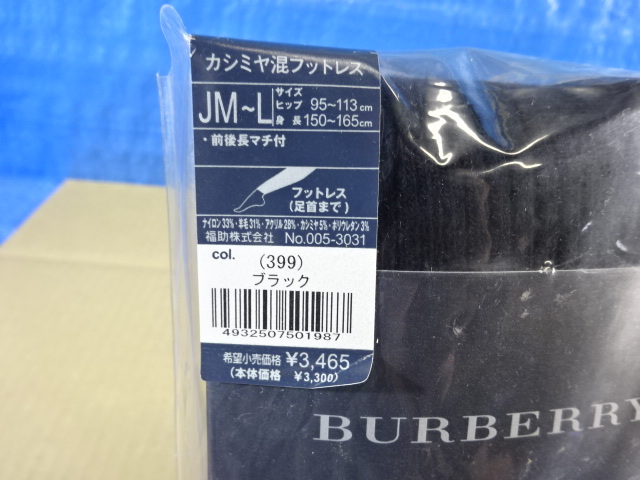 カシミヤ混フットレス
JM~L サイズ ヒップ 95~113cm 身長 150~165cm
・前後長マチ付
フットレス
(足首まで)
ナイロン33%・羊毛31%・アクリル28%・カシミヤ5%・ポリウレタン3%
福助株式会社 No.005-3031
col. (399)
ブラック
4932507501987
希望小売価格 ¥3,465
(本体価格 ¥3,300)
BURBERRY